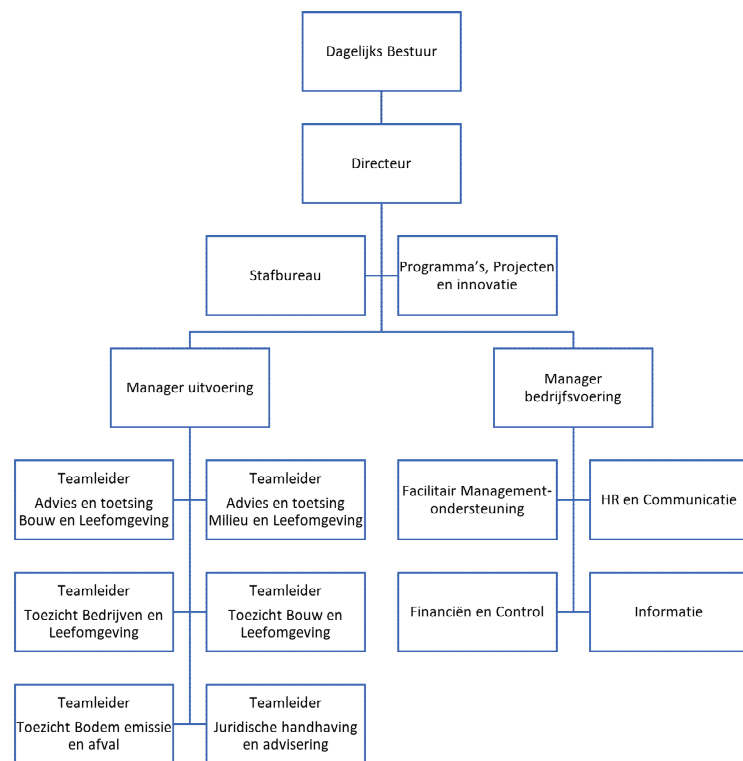 Dagelijks Bestuur
Directeur
Stafbureau
Programma's, Projecten
en innovatie
Manager uitvoering
Manager
bedrijfsvoering
Teamleider
Advies en toetsing
Bouw en Leefomgeving
Teamleider
Advies en toetsing
Milieu en Leefomgeving
Facilitair Management-
ondersteuning
HR en Communicatie
Teamleider
Toezicht Bedrijven en
Leefomgeving
Teamleider
Toezicht Bouw en
Leefomgeving
Financiën en Control
Informatie
Teamleider
Toezicht Bodem emissie
en afval
Teamleider
Juridische handhaving
en advisering